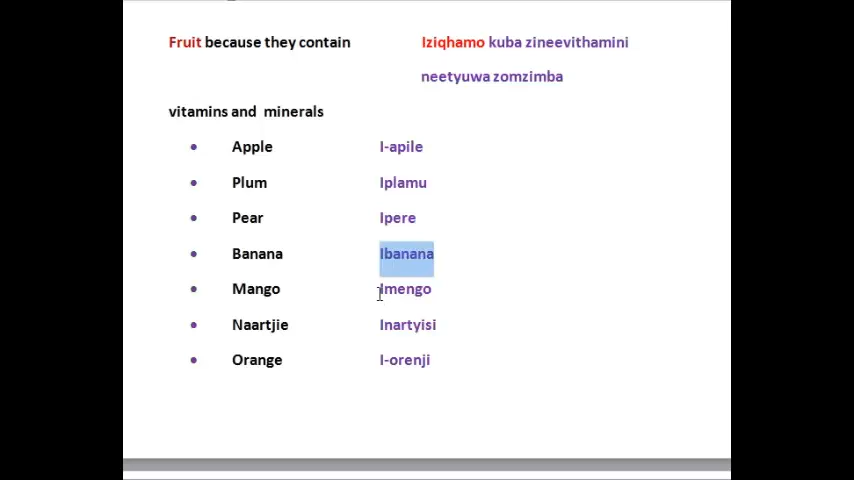 Fruit because they contain Iziqhamo kuba zineevithamini
neetyuwa zomzimba
vitamins and minerals
• Apple I-apile
• Plum Iplamu
• Pear Ipere
• Banana Ibanana
• Mango Imengo
• Naartjie Inartyisi
• Orange I-orenji